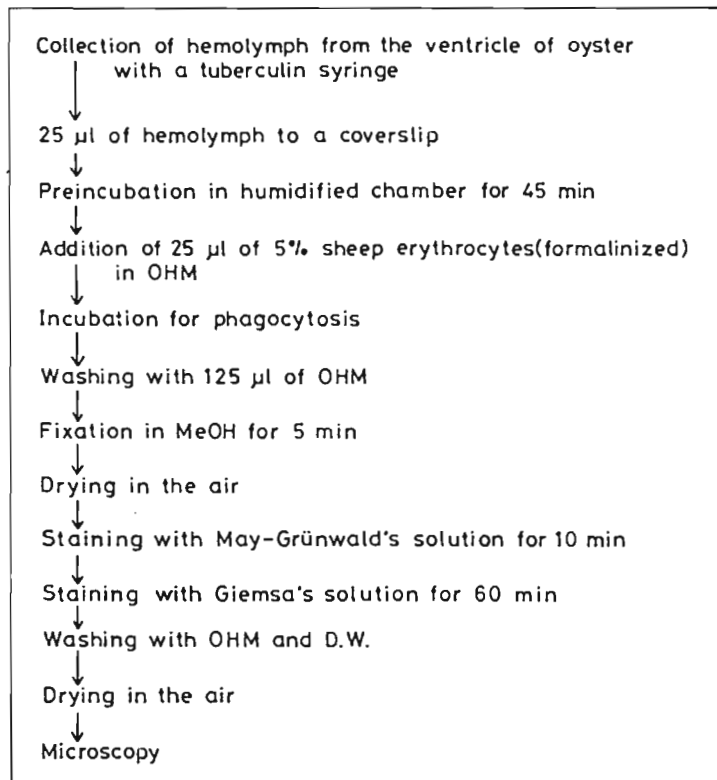 Collection of hemolymph from the ventricle of oyster
with a tuberculin syringe
25 µl of hemolymph to a coverslip
Preincubation in humidified chamber for 45 min
Addition of 25 µl of 5% sheep erythrocytes(formalinized)
in OHM
Incubation for phagocytosis
Washing with 125 µl of OHM
Fixation in MeOH for 5 min
Drying in the air
Staining with May-Grünwald's solution for 10 min
Staining with Giemsa's solution for 60 min
Washing with OHM and D.W.
Drying in the air
Microscopy